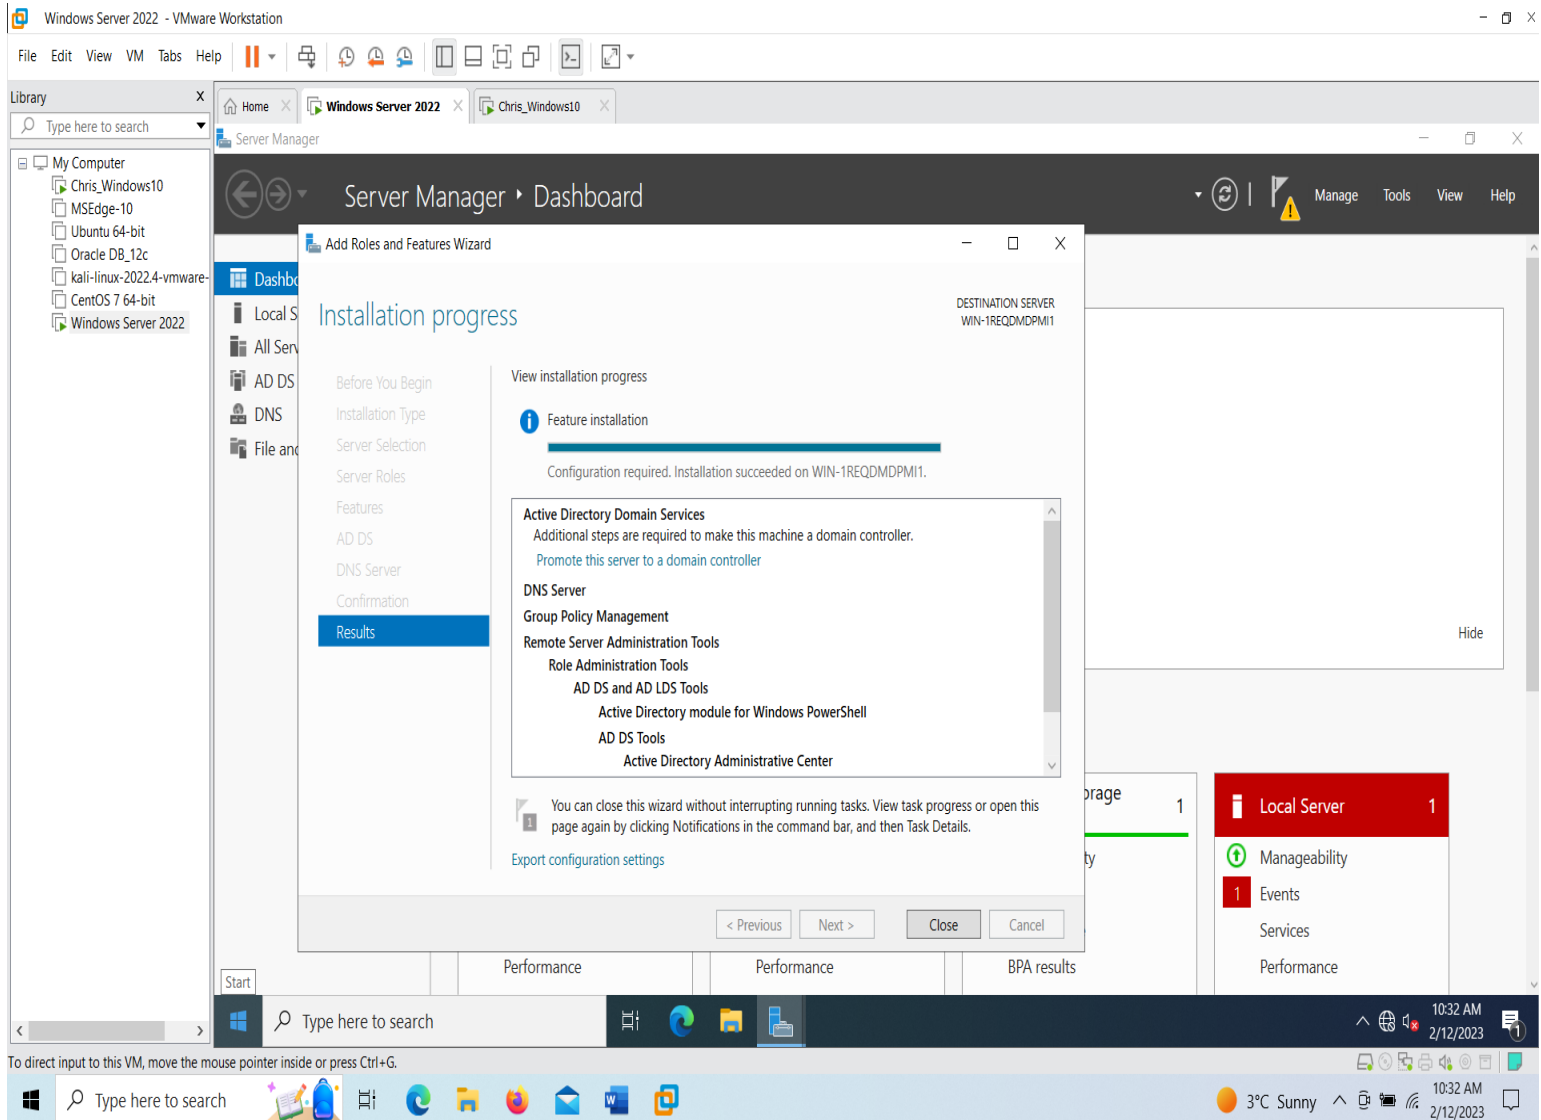 Windows Server 2022 - VMware Workstation
File Edit View VM Tabs Help
Library X
Type here to search
Home
Windows Server 2022
Chris_Windows10
My Computer
Chris_Windows10
MSEdge-10
Ubuntu 64-bit
Oracle DB_12c
kali-linux-2022.4-vmware-
CentOS 7 64-bit
Windows Server 2022
Server Manager
Server Manager • Dashboard
Manage Tools View Help
Dashbo
Local S
All Serv
AD DS
DNS
File and
Add Roles and Features Wizard
Installation progress
DESTINATION SERVER
WIN-1REQDMDPMI1
Before You Begin
Installation Type
Server Selection
Server Roles
Features
AD DS
DNS Server
Confirmation
Results
View installation progress
Feature installation
Configuration required. Installation succeeded on WIN-1REQDMDPMI1.
Active Directory Domain Services
Additional steps are required to make this machine a domain controller.
Promote this server to a domain controller
DNS Server
Group Policy Management
Remote Server Administration Tools
Role Administration Tools
AD DS and AD LDS Tools
Active Directory module for Windows PowerShell
AD DS Tools
Active Directory Administrative Center
1
You can close this wizard without interrupting running tasks. View task progress or open this
page again by clicking Notifications in the command bar, and then Task Details.
Export configuration settings
< Previous Next > Close Cancel
Hide
orage 1
ty
Performance
Performance
BPA results
Local Server 1
Manageability
1 Events
Services
Performance
Start
Type here to search
10:32 AM
2/12/2023
1
To direct input to this VM, move the mouse pointer inside or press Ctrl+G.
Type here to search
3°C Sunny
10:32 AM
2/12/2023